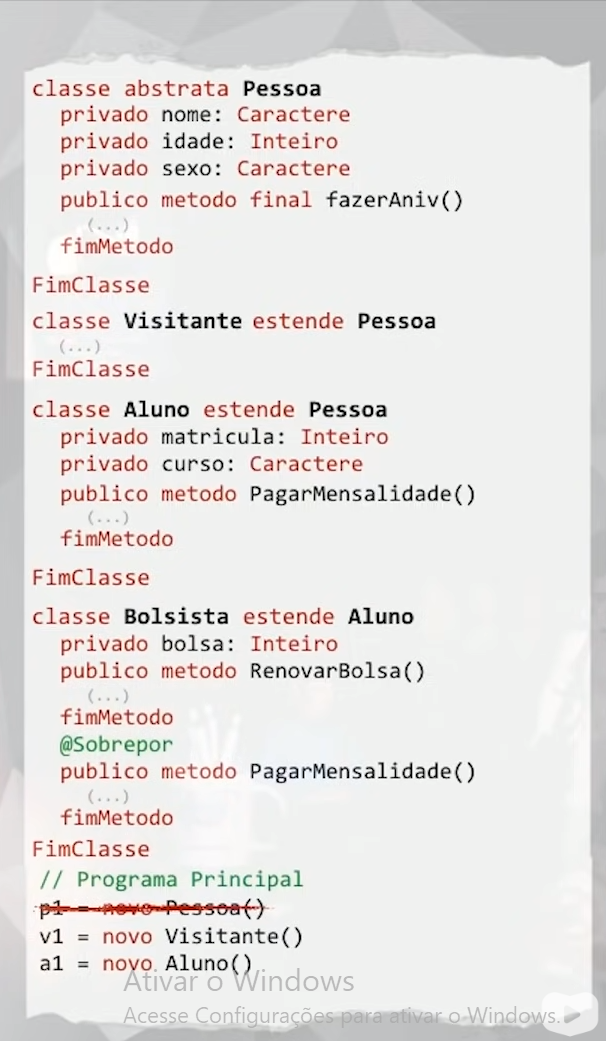 classe abstrata Pessoa
privado nome: Caractere
privado idade: Inteiro
privado sexo: Caractere
publico metodo final fazerAniv()
(...)
fimMetodo
FimClasse
classe Visitante estende Pessoa
(...)
FimClasse
classe Aluno estende Pessoa
privado matricula: Inteiro
privado curso: Caractere
publico metodo PagarMensalidade()
(...)
fimMetodo
FimClasse
classe Bolsista estende Aluno
privado bolsa: Inteiro
publico metodo RenovarBolsa()
(...)
fimMetodo
@Sobrepor
publico metodo PagarMensalidade()
(...)
fimMetodo
FimClasse
// Programa Principal
p1 = novo Pessoa()
v1 = novo Visitante()
a1 = novo Aluno()
Ativar o Windows
Acesse Configurações para ativar o Windows.